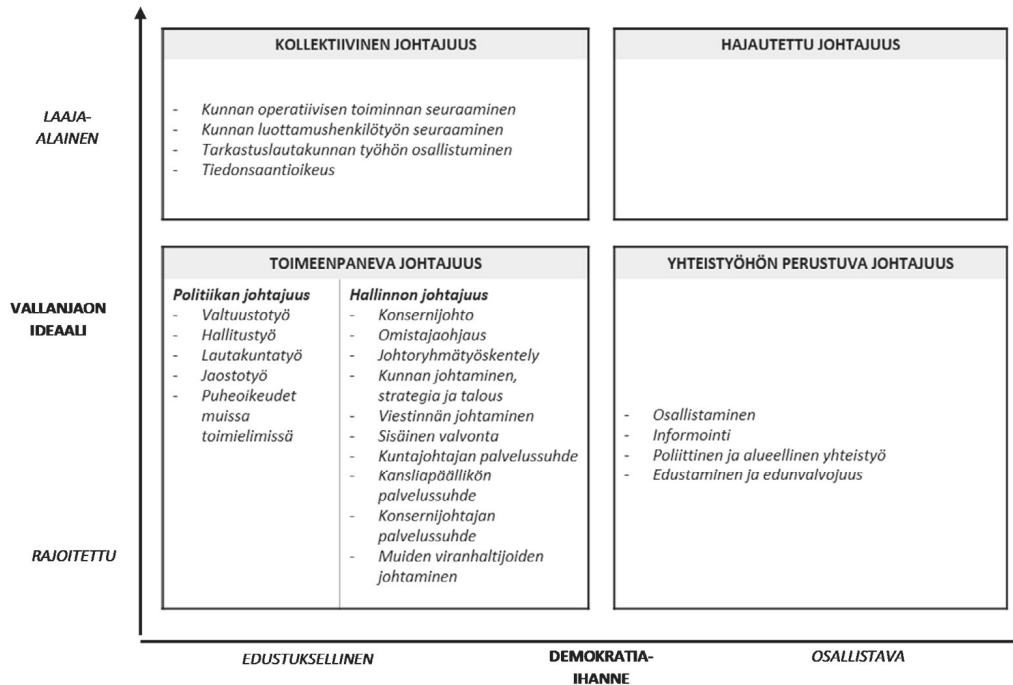 KOLLEKTIIVINEN JOHTAJUUS
- Kunnan operatiivisen toiminnan seuraaminen
- Kunnan luottamushenkilötyön seuraaminen
- Tarkastuslautakunnan työhön osallistuminen
- Tiedonsaantioikeus
HAJAUTETTU JOHTAJUUS
LAAJA-
ALAINEN
TOIMEENPANEVA JOHTAJUUS
Politiikan johtajuus
- Valtuustotyö
- Hallitustyö
- Lautakuntatyö
- Jaostotyö
- Puheoikeudet
muissa
toimielimissä
Hallinnon johtajuus
- Konsernijohto
- Omistajaohjaus
- Johtoryhmätyöskentely
- Kunnan johtaminen,
strategia ja talous
- Viestinnän johtaminen
- Sisäinen valvonta
- Kuntajohtajan palvelussuhde
- Kansliapäällikön
palvelussuhde
- Konsernijohtajan
palvelussuhde
- Muiden viranhaltijoiden
johtaminen
YHTEISTYÖHÖN PERUSTUVA JOHTAJUUS
- Osallistaminen
- Informointi
- Poliittinen ja alueellinen yhteistyö
- Edustaminen ja edunvalvojuus
VALLANJAON
IDEAALI
RAJOITETTU
EDUSTUKSELLINEN
DEMOKRATIA-
IHANNE
OSALLISTAVA